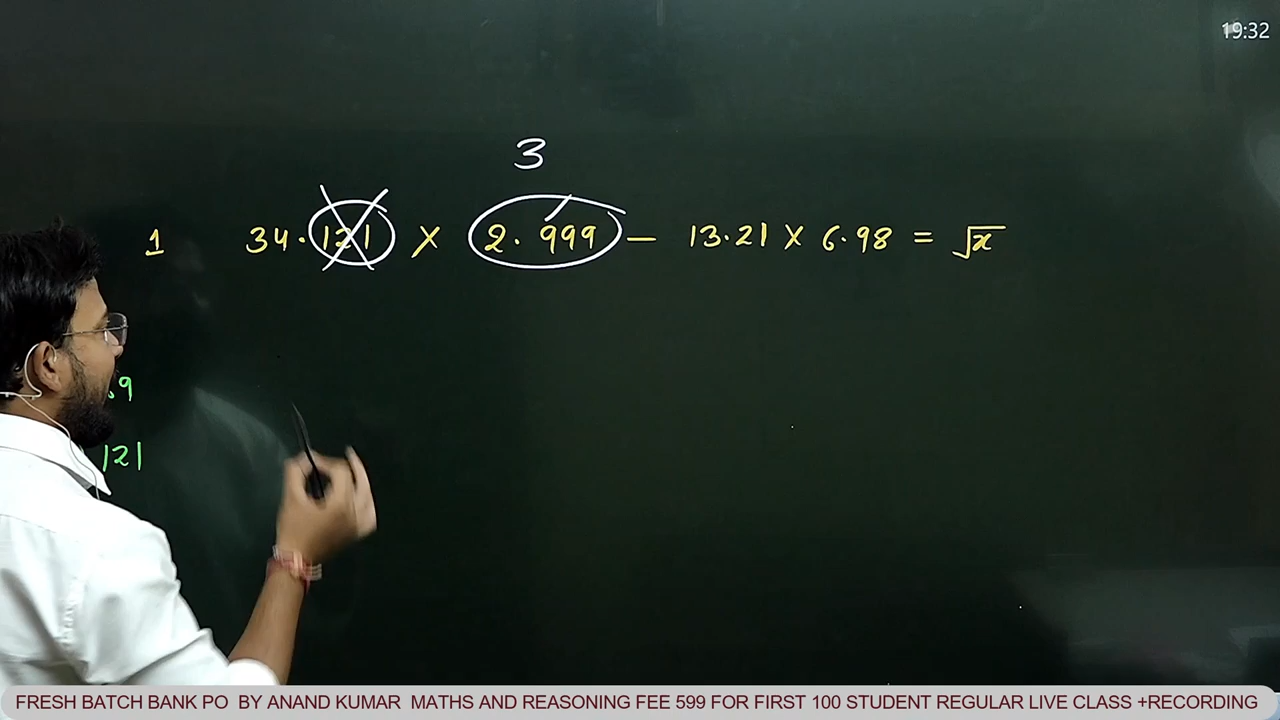 19:32
3
1 34.121 × 2.999 – 13.21 × 6.98 = √x
.9
121
FRESH BATCH BANK PO BY ANAND KUMAR MATHS AND REASONING FEE 599 FOR FIRST 100 STUDENT REGULAR LIVE CLASS +RECORDING